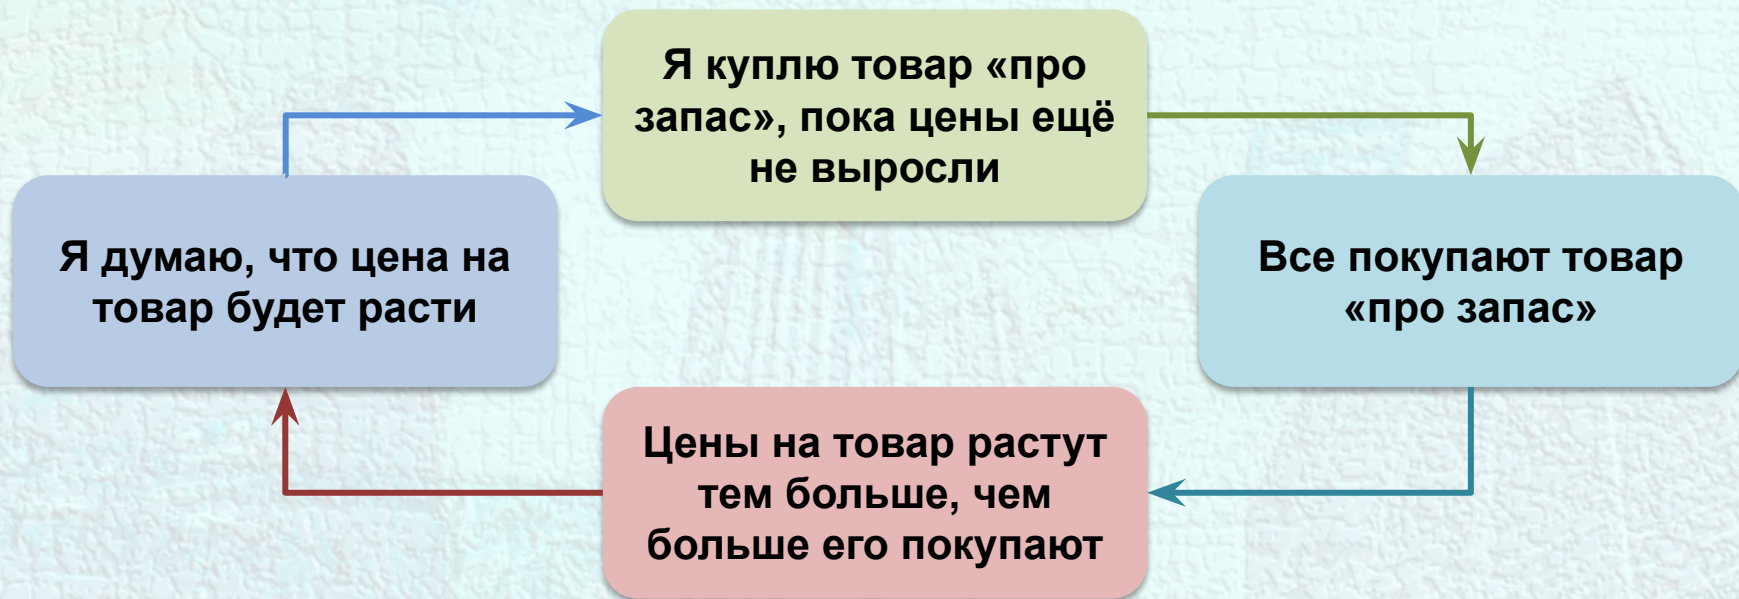 Я куплю товар «про
запас», пока цены ещё
не выросли
Я думаю, что цена на
товар будет расти
Все покупают товар
«про запас»
Цены на товар растут
тем больше, чем
больше его покупают